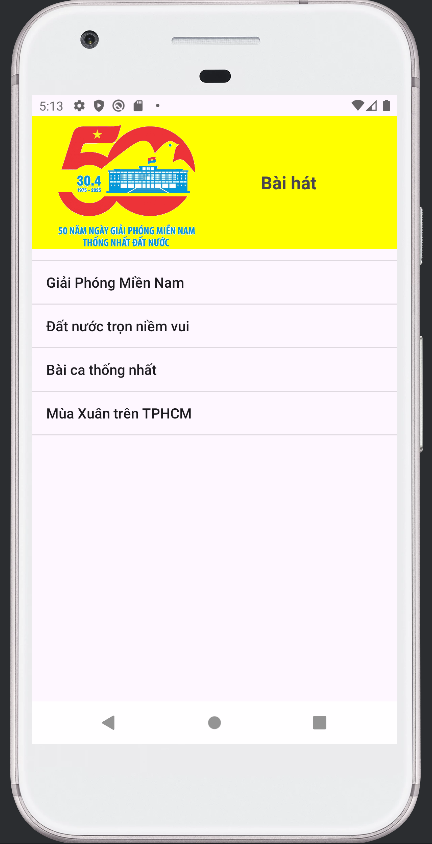 5:13
50
30.4
1975 - 2025
50 NĂM NGÀY GIẢI PHÓNG MIỀN NAM
THỐNG NHẤT ĐẤT NƯỚC
Bài hát
Giải Phóng Miền Nam
Đất nước trọn niềm vui
Bài ca thống nhất
Mùa Xuân trên TPHCM